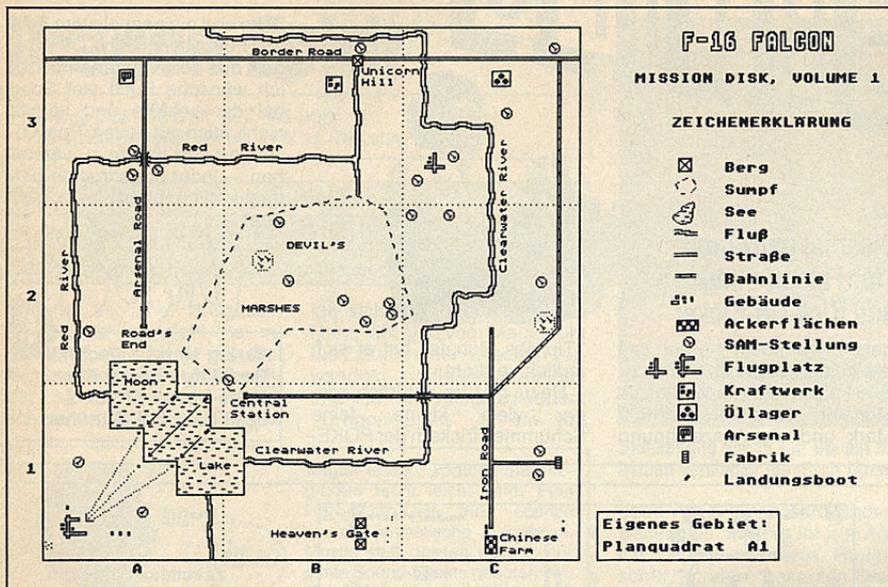 F-16 FALCON
MISSION DISK, VOLUME 1
ZEICHENERKLÄRUNG
Berg
Sumpf
See
Fluß
Straße
Bahnlinie
Gebäude
Ackerflächen
SAM-Stellung
Flugplatz
Kraftwerk
Öllager
Arsenal
Fabrik
Landungsboot
Eigenes Gebiet:
Planquadrat A1
Border Road
Unicorn
Hill
3
Red River
Arsenal Road
Clearwater River
DEVIL'S
2
Red River
MARSHES
Road's
End
Moon
Central
Station
Clearwater River
1
Lake
Iron Road
Heaven's Gate
Chinese
Farm
A
B
C